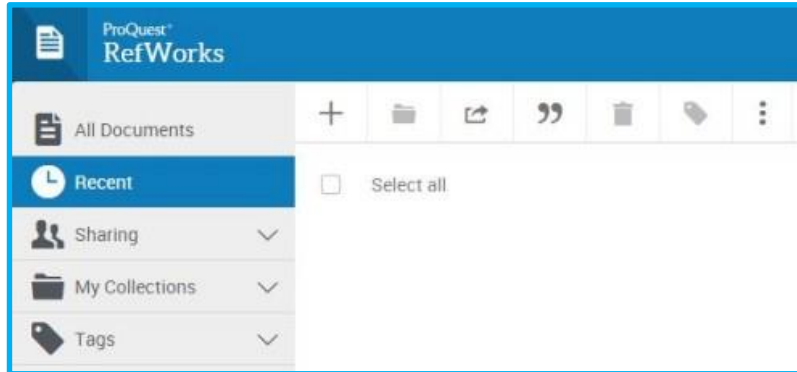 ProQuest®
RefWorks
All Documents
Recent
Select all
Sharing
My Collections
Tags